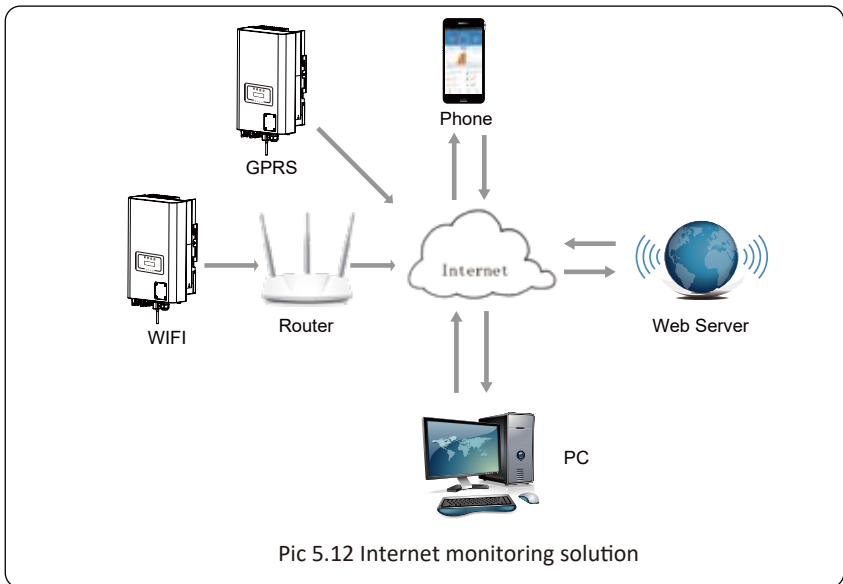 Phone
GPRS
Internet
WIFI
Router
Web Server
PC
Pic 5.12 Internet monitoring solution